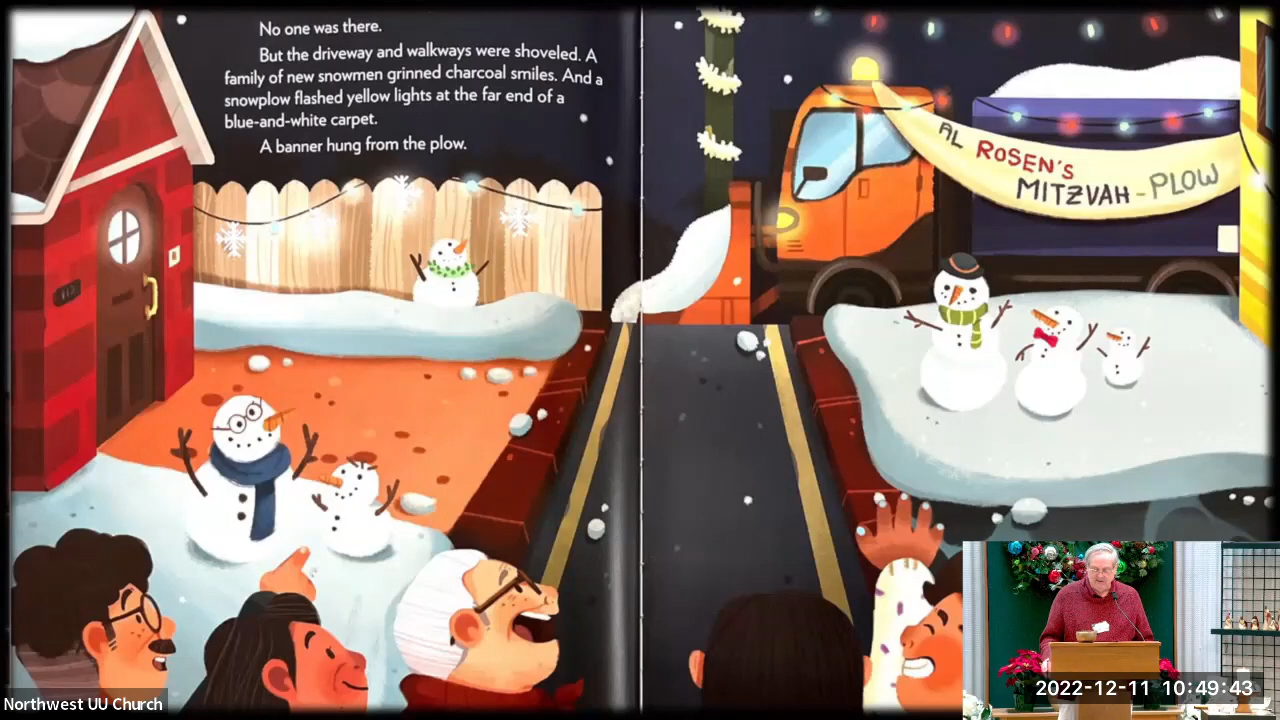 No one was there.
But the driveway and walkways were shoveled. A
family of new snowmen grinned charcoal smiles. And a
snowplow flashed yellow lights at the far end of a
blue-and-white carpet.
A banner hung from the plow.
AL ROSEN'S
MITZVAH-PLOW
Northwest UU Church
2022-12-11 10:49:43